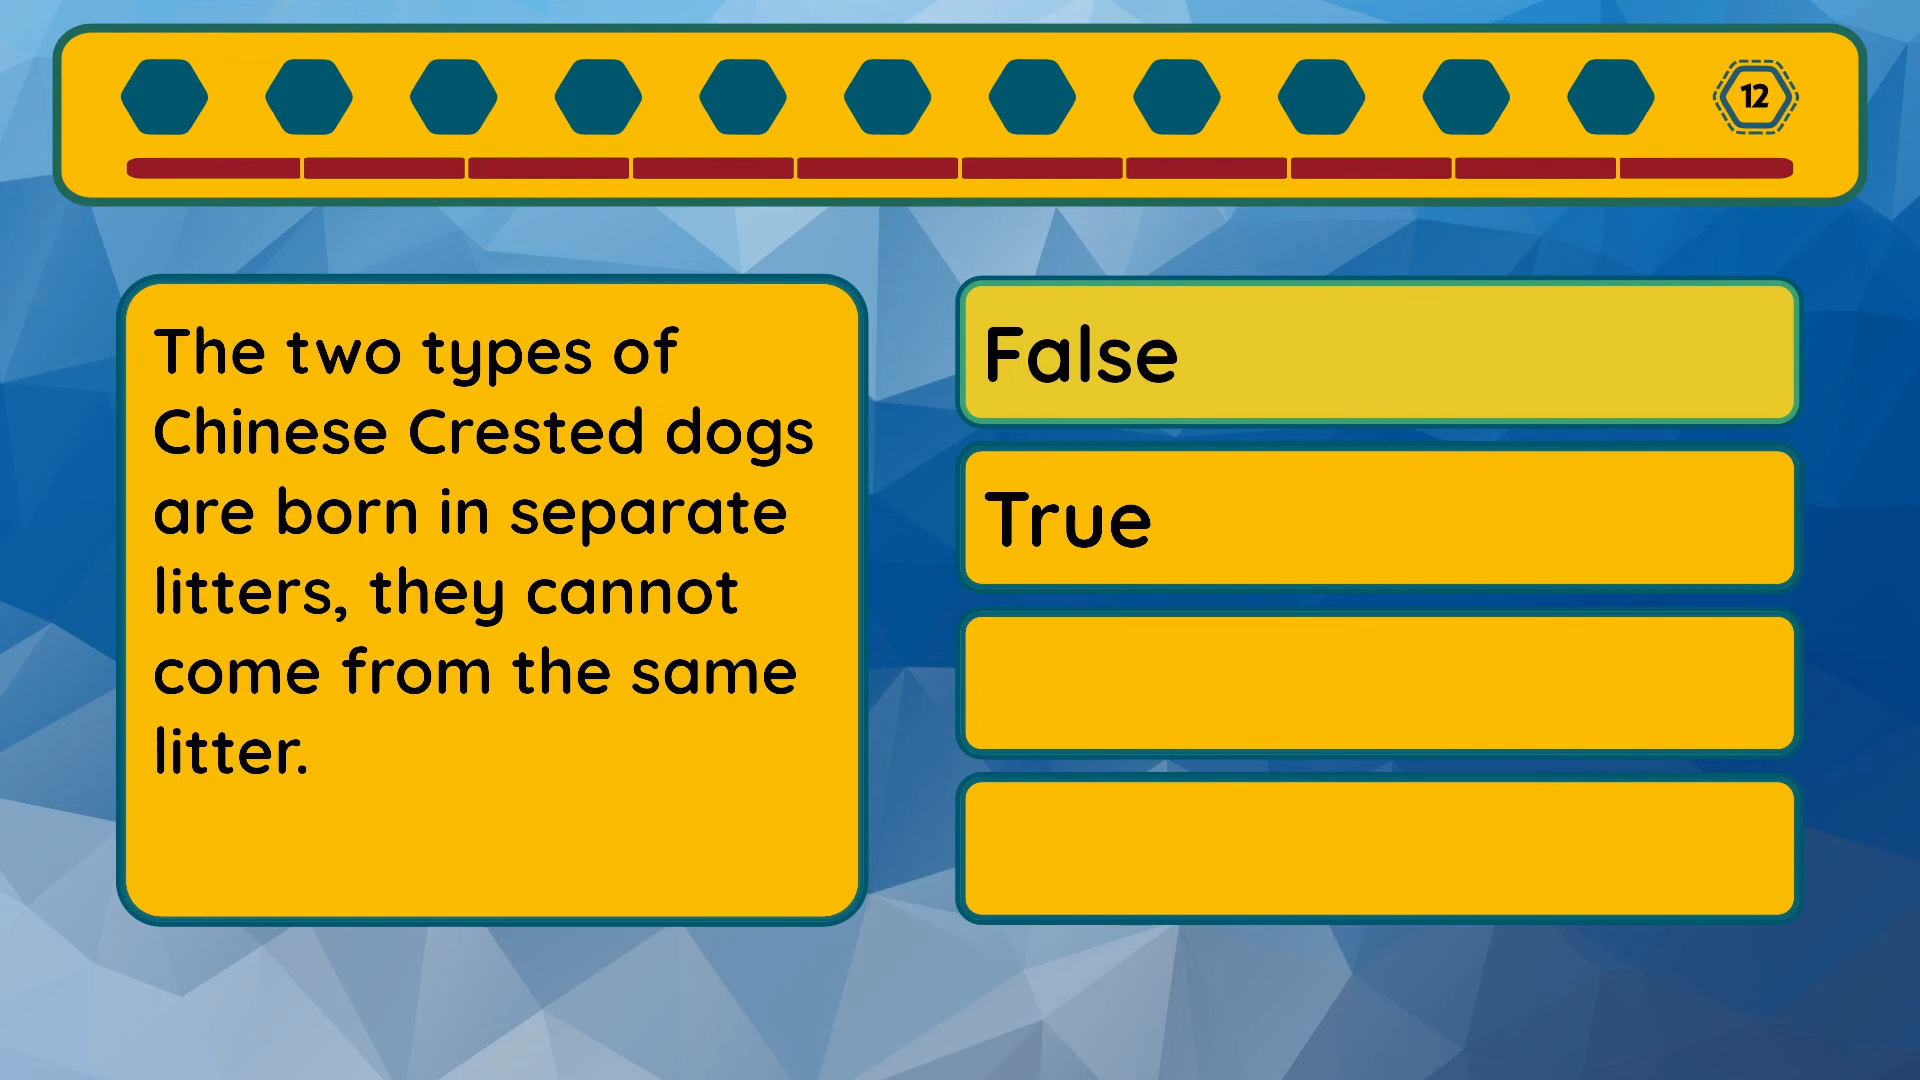 12
The two types of
Chinese Crested dogs
are born in separate
litters, they cannot
come from the same
litter.
False
True